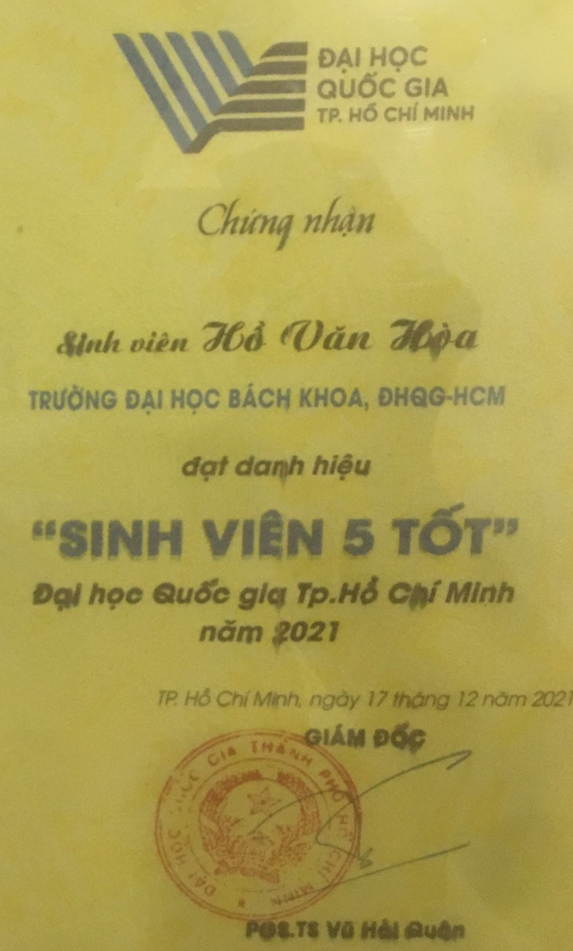 ĐẠI HỌC
QUỐC GIA
TP. HỒ CHÍ MINH
Chứng nhận
Sinh viên Hồ Văn Hòa
TRƯỜNG ĐẠI HỌC BÁCH KHOA, ĐHQG-HCM
đạt danh hiệu
“SINH VIÊN 5 TỐT”
Đại học Quốc gia Tp.Hồ Chí Minh
năm 2021
TP. Hồ Chí Minh, ngày 17 tháng 12 năm 2021
GIÁM ĐỐC
ĐẠI HỌC QUỐC GIA THÀNH PHỐ HỒ CHÍ MINH
PGS.TS Vũ Hải Quân